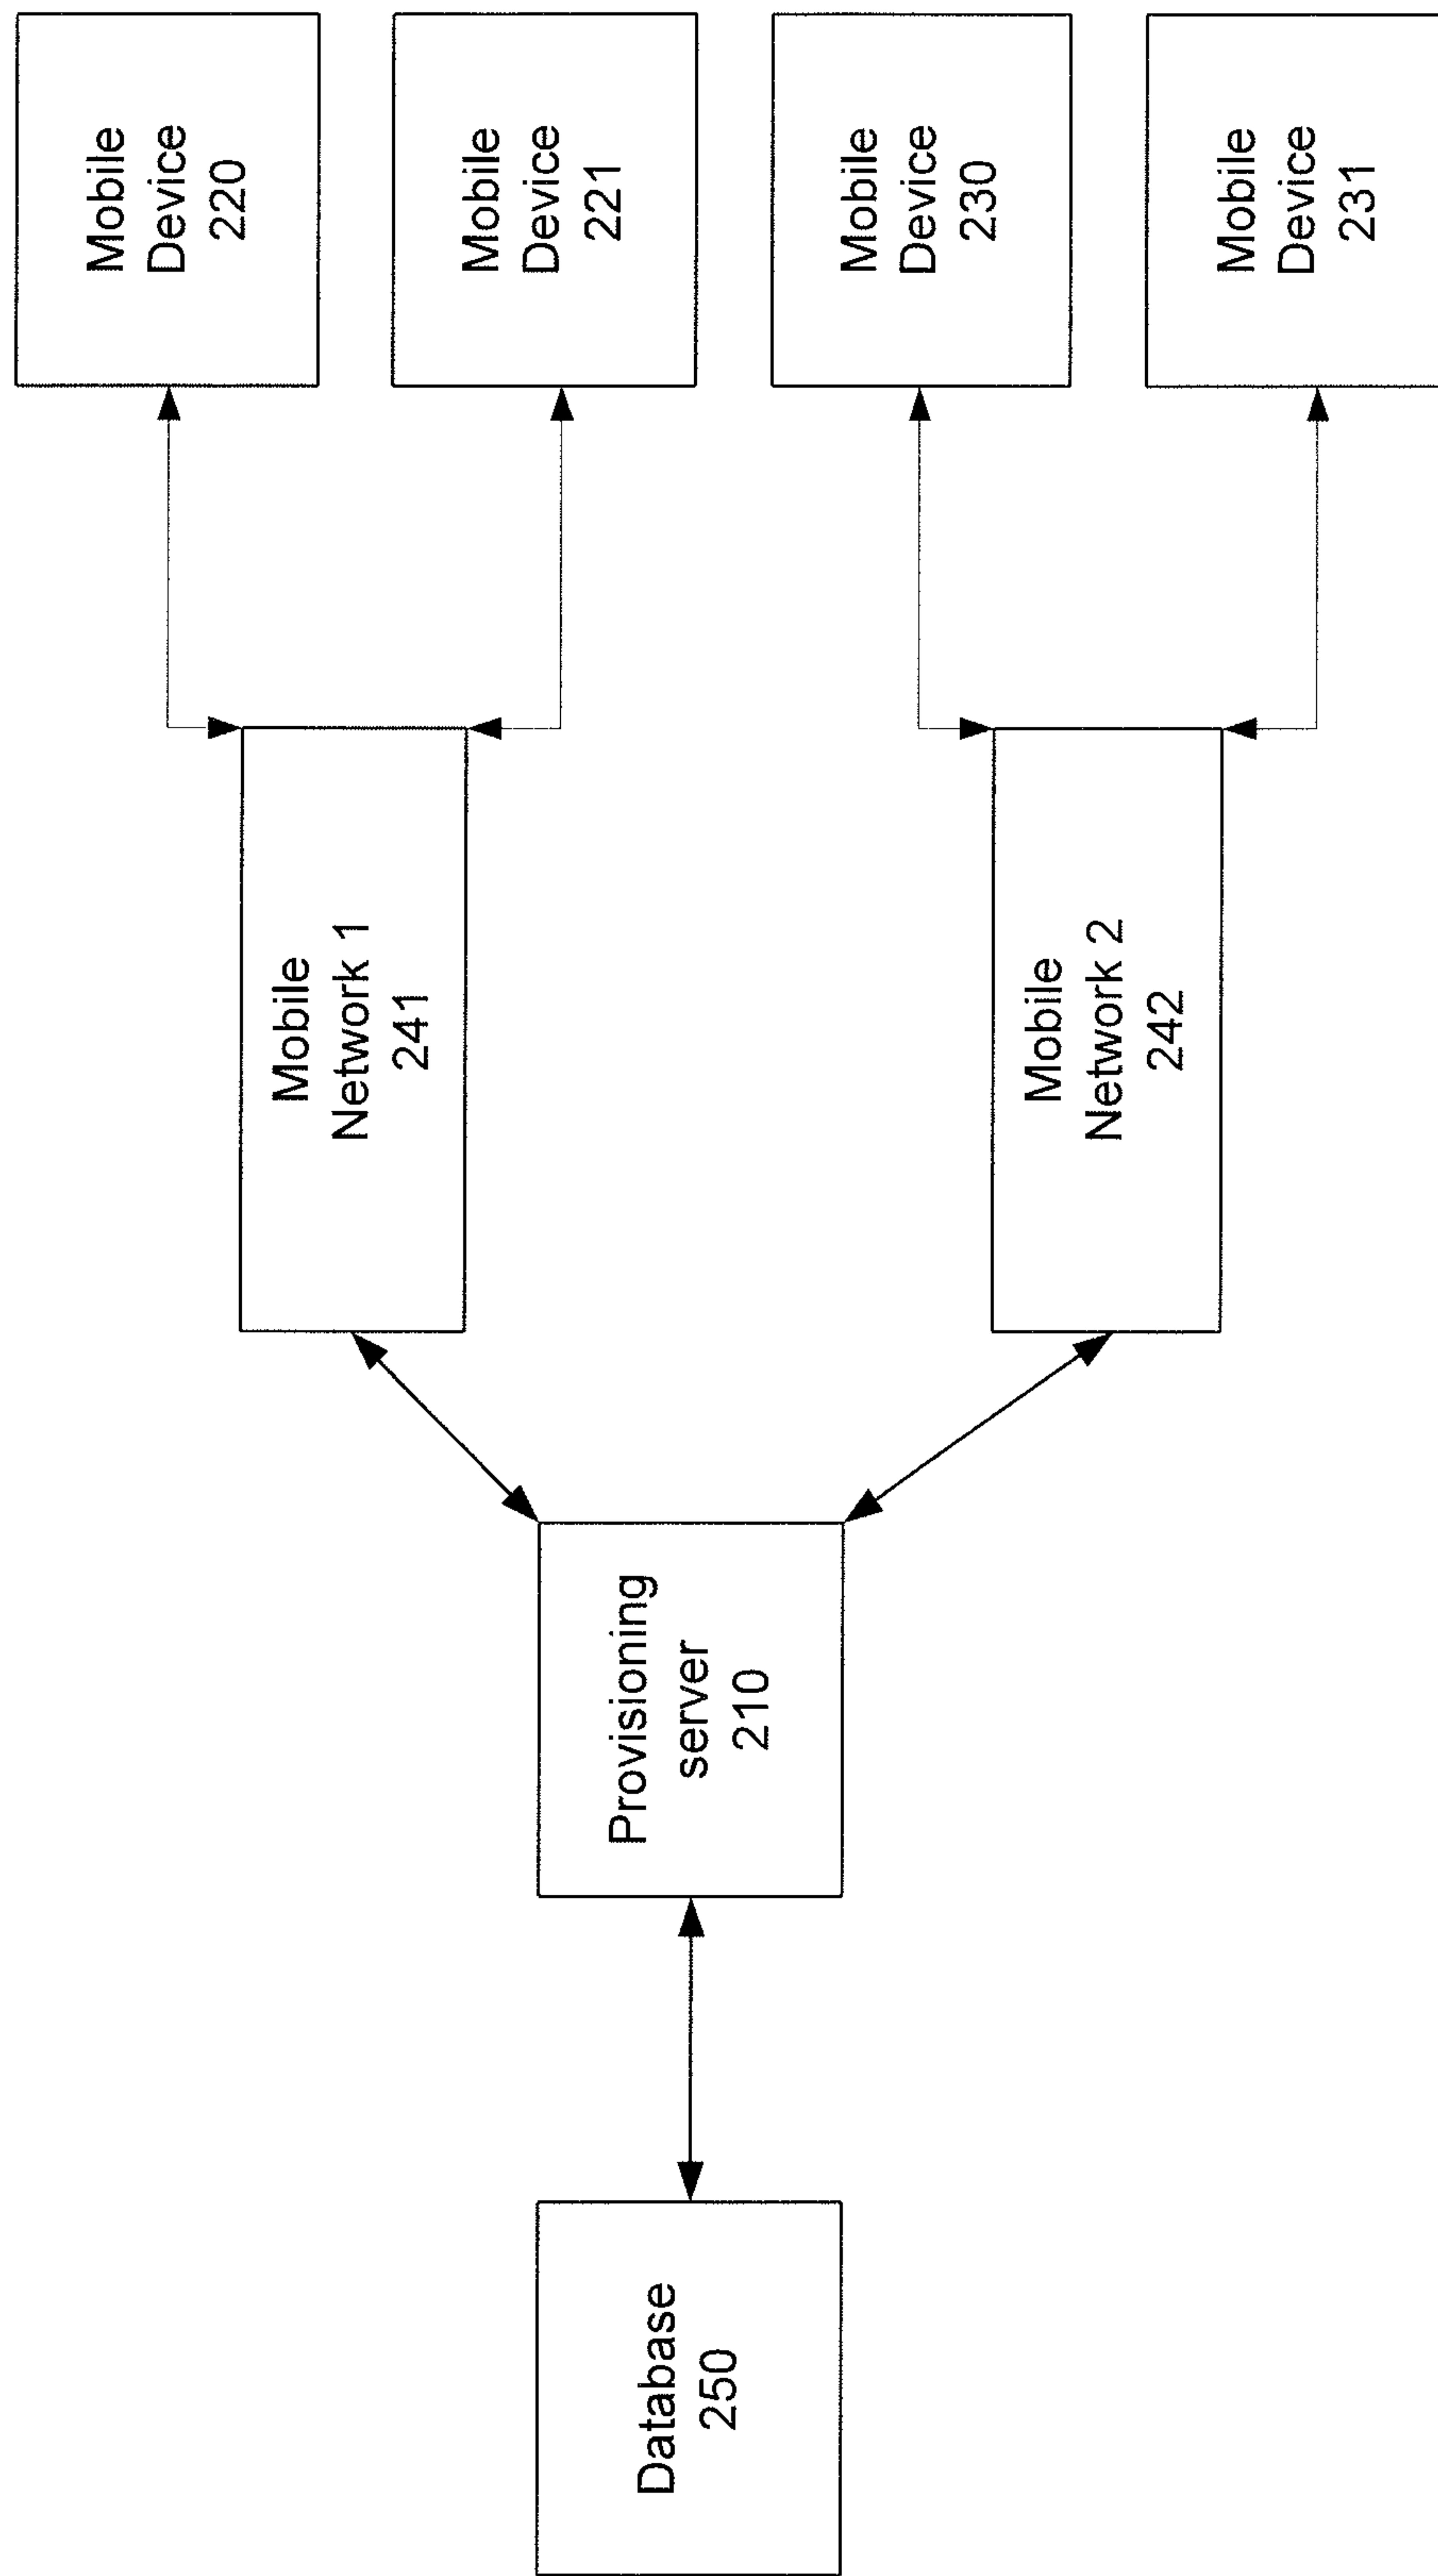 Mobile
Device
220
Mobile
Device
221
Mobile
Device
230
Mobile
Device
231
Mobile
Network 1
241
Mobile
Network 2
242
Provisioning
server
210
Database
250